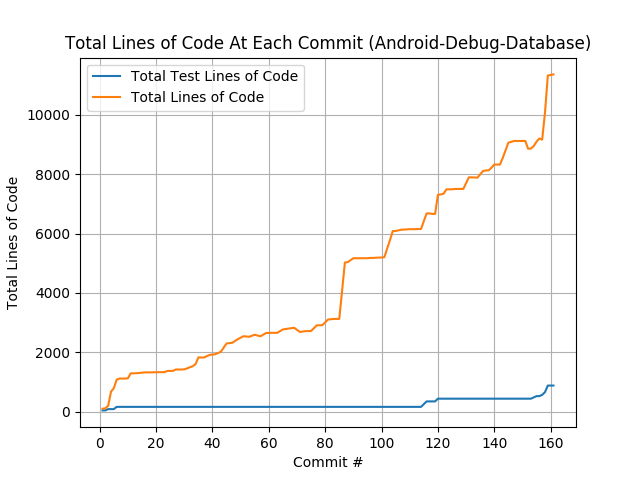 Total Lines of Code At Each Commit (Android-Debug-Database)
Total Test Lines of Code
Total Lines of Code
Total Lines of Code
10000
8000
6000
4000
2000
0
0 20 40 60 80 100 120 140 160
Commit #